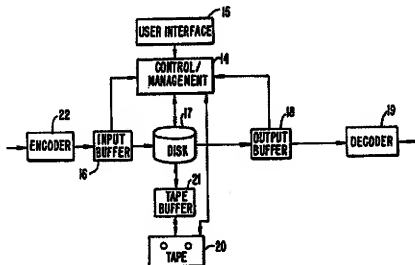 15
USER INTERFACE
14
CONTROL/
MANAGEMENT
22
17
18
19
ENCODER
INPUT
BUFFER
DISK
OUTPUT
BUFFER
DECODER
16
21
TAPE
BUFFER
20
TAPE